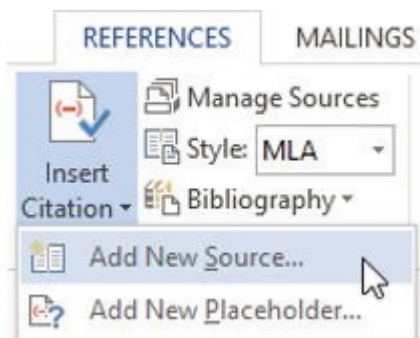 REFERENCES MAILINGS
Manage Sources
Style: MLA
Insert
Citation
Bibliography
Add New Source...
Add New Placeholder...